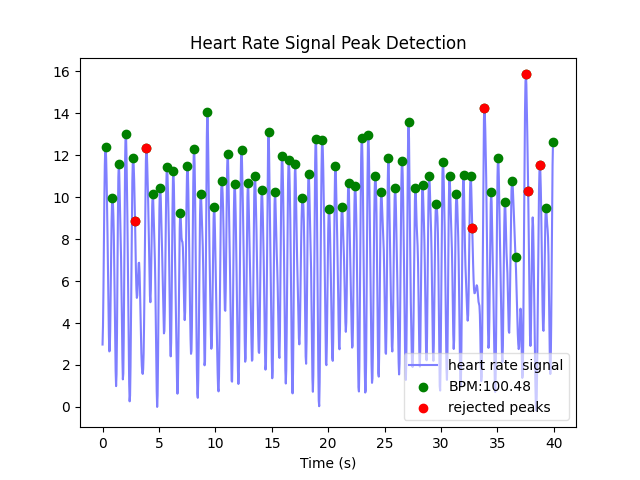 Heart Rate Signal Peak Detection
16
14
12
10
8
6
4
2
0
heart rate signal
BPM:100.48
rejected peaks
0 5 10 15 20 25 30 35 40
Time (s)